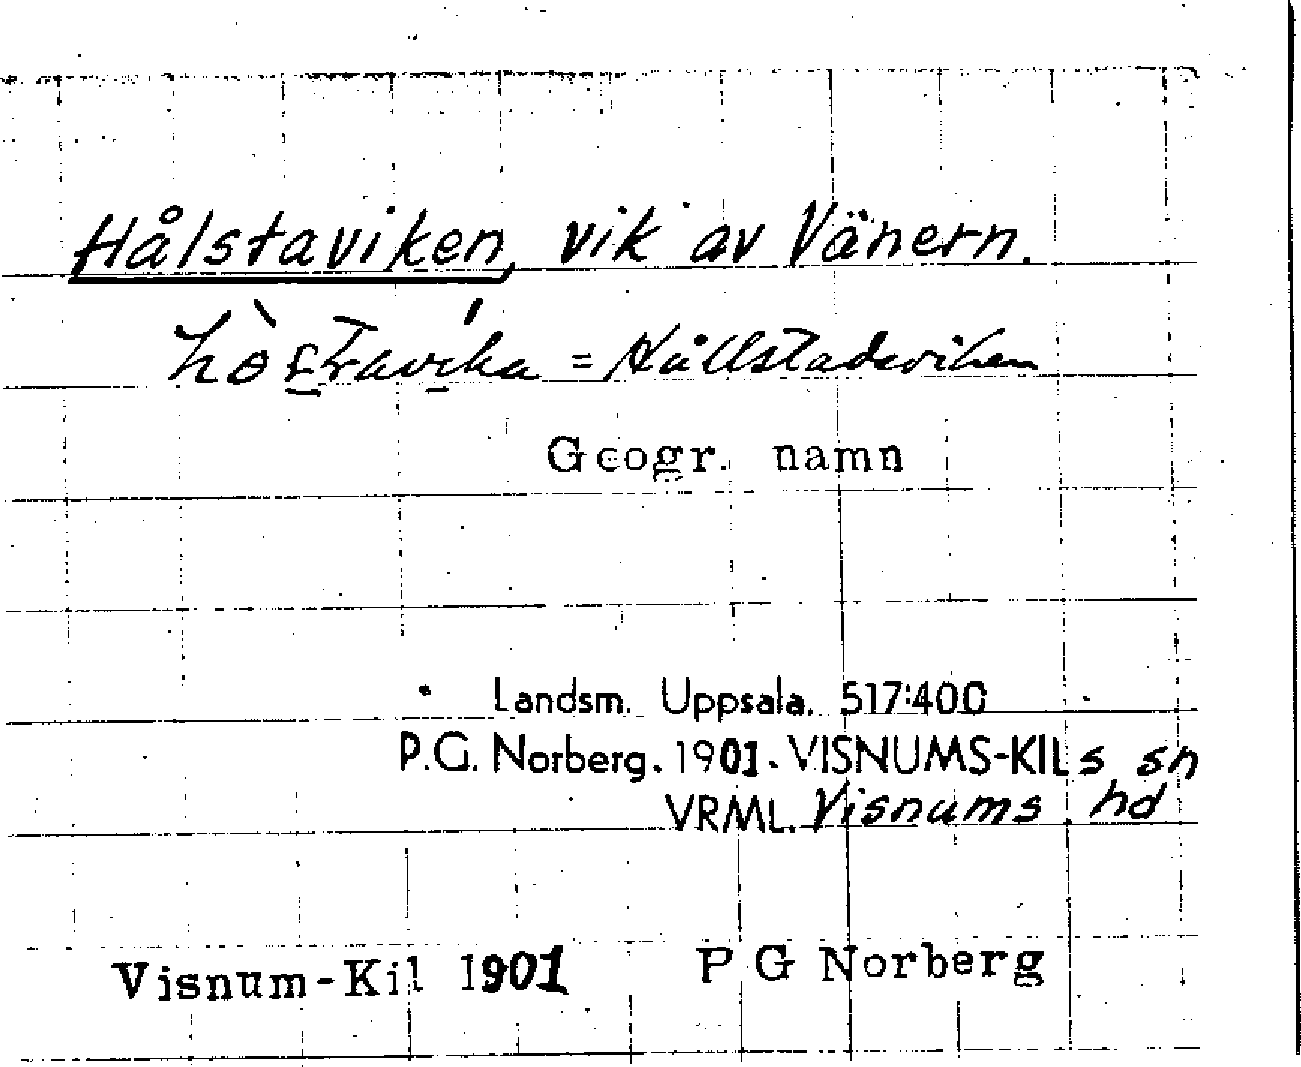 Hålstaviken, vik av Vänern.
= Hållstadeviken
Geogr. namn
Landsm. Uppsala. 517:400
P.G. Norberg. 1901. VISNUMS-KILs sn
VRML. Visnums hd
Visnum-Kil 1901 P G Norberg